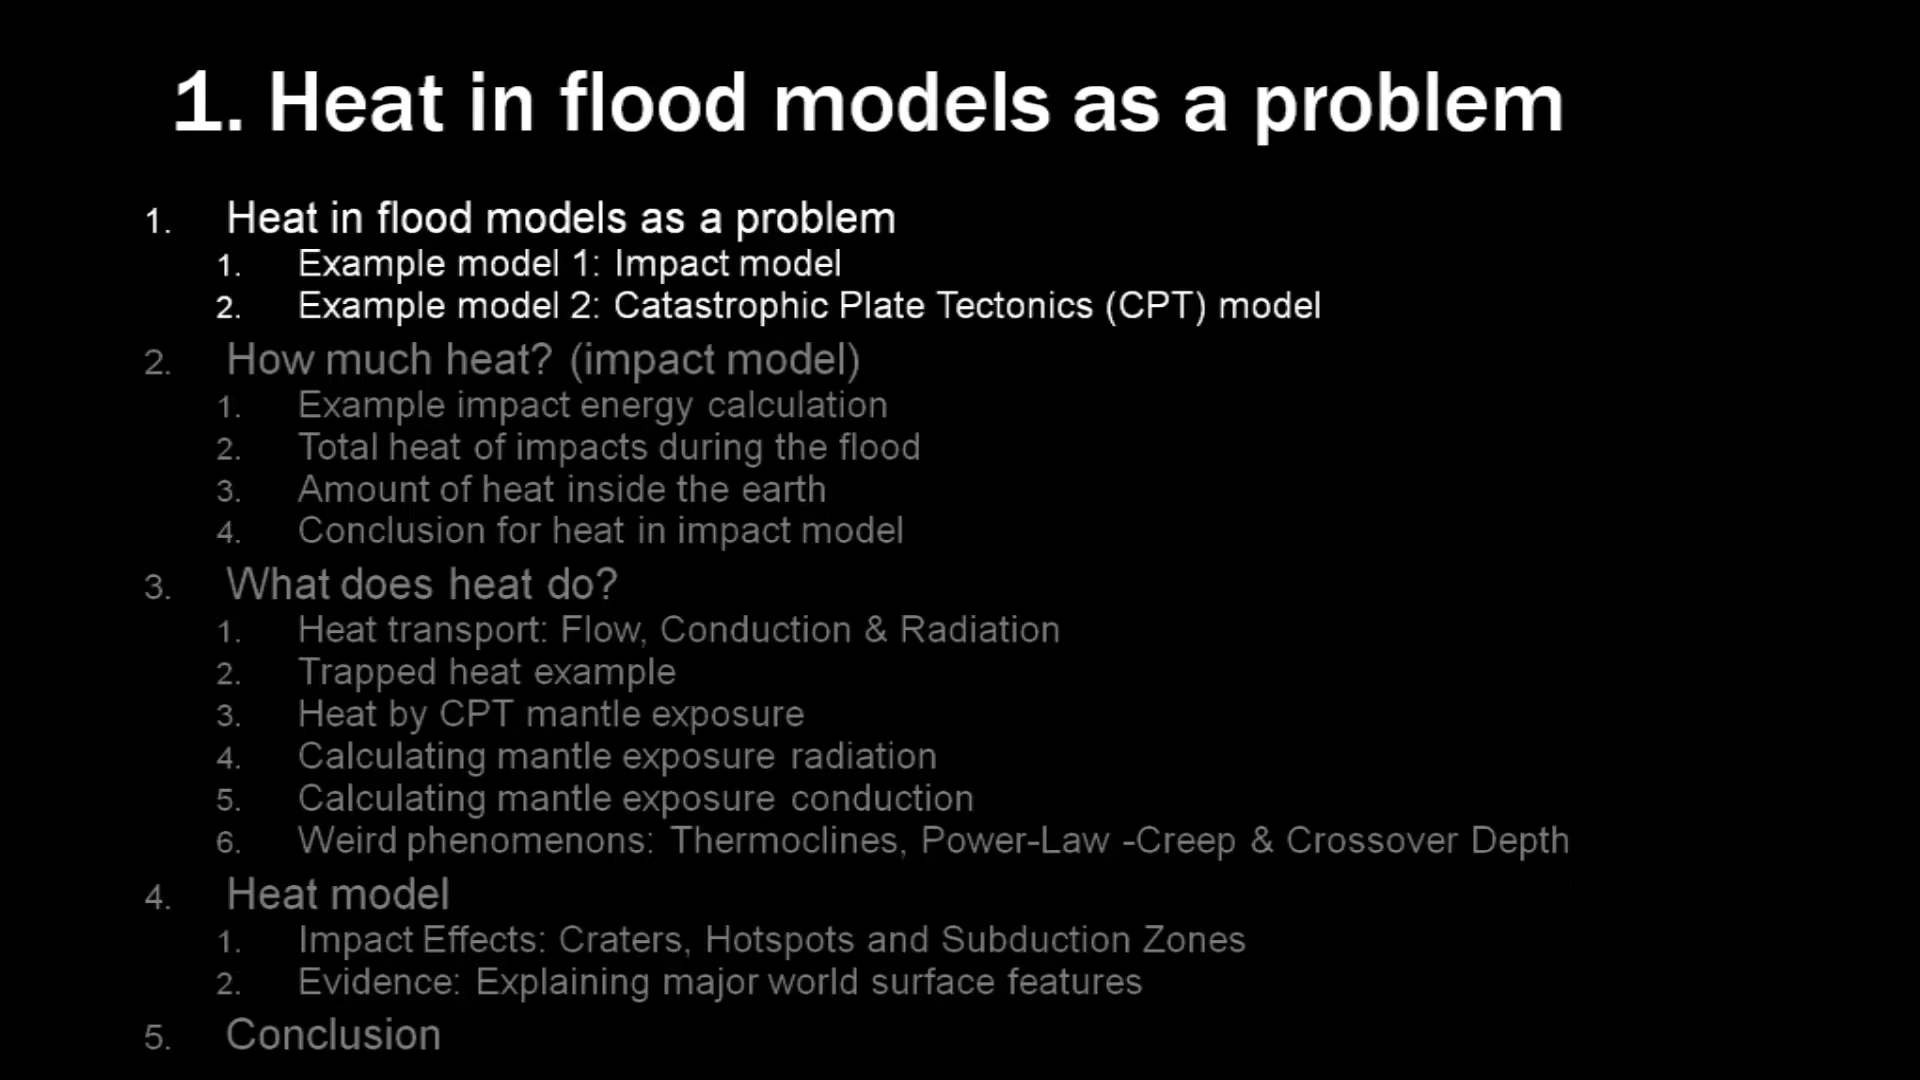 1. Heat in flood models as a problem
1. Heat in flood models as a problem
1. Example model 1: Impact model
2. Example model 2: Catastrophic Plate Tectonics (CPT) model
2. How much heat? (impact model)
1. Example impact energy calculation
2. Total heat of impacts during the flood
3. Amount of heat inside the earth
4. Conclusion for heat in impact model
3. What does heat do?
1. Heat transport: Flow, Conduction & Radiation
2. Trapped heat example
3. Heat by CPT mantle exposure
4. Calculating mantle exposure radiation
5. Calculating mantle exposure conduction
6. Weird phenomenons: Thermoclines, Power-Law -Creep & Crossover Depth
4. Heat model
1. Impact Effects: Craters, Hotspots and Subduction Zones
2. Evidence: Explaining major world surface features
5. Conclusion